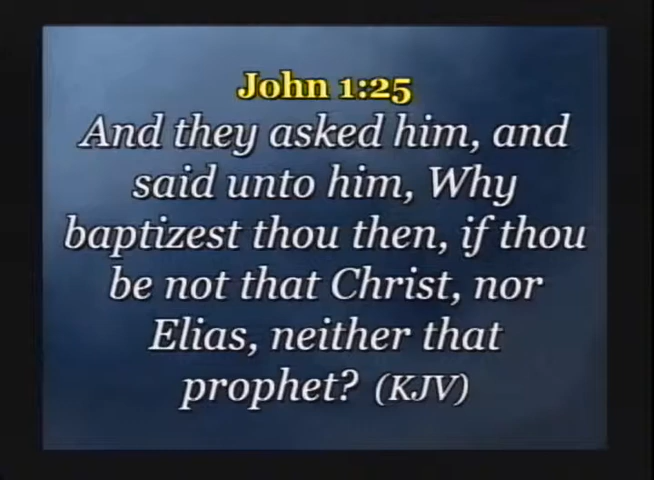 John 1:25
And they asked him, and
said unto him, Why
baptizest thou then, if thou
be not that Christ, nor
Elias, neither that
prophet? (KJV)